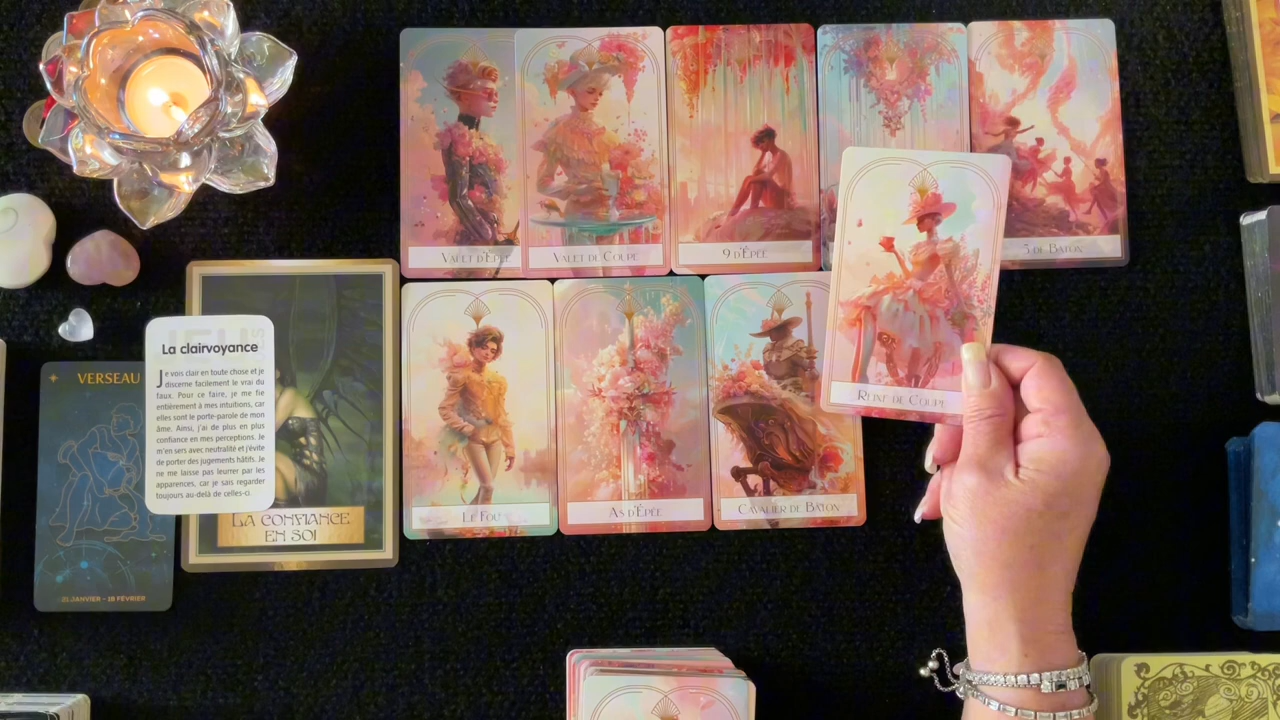 VALET D'ÉPÉE
VALET DE COUPE
9 D'ÉPÉE
5 DE BÂTON
REINE DE COUPE
LE FOU
AS D'ÉPÉE
CAVALIER DE BÂTON
VERSEAU
21 JANVIER - 18 FÉVRIER
La clairvoyance
Je vois clair en toute chose et je
discerne facilement le vrai du
faux. Pour ce faire, je me fie
entièrement à mes intuitions, car
elles sont le porte-parole de mon
âme. Ainsi, j'ai de plus en plus
confiance en mes perceptions. Je
m'en sers avec neutralité et j'évite
de porter des jugements hâtifs. Je
ne me laisse pas leurrer par les
apparences, car je sais regarder
toujours au-delà de celles-ci.
LA CONFIANCE
EN SOI